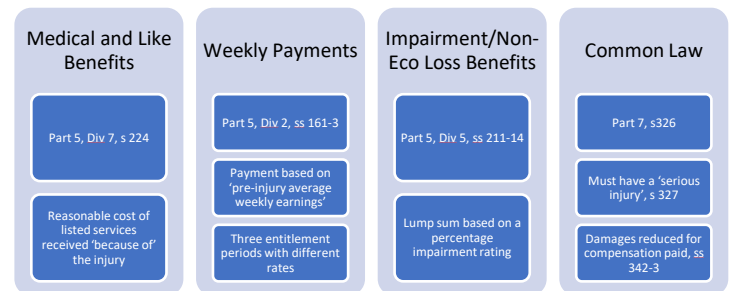 Medical and Like
Benefits
Part 5, Div 7, s 224
Reasonable cost of
listed services
received 'because of'
the injury
Weekly Payments
Part 5, Div 2, ss 161-3
Payment based on
'pre-injury average
weekly earnings'
Three entitlement
periods with different
rates
Impairment/Non-
Eco Loss Benefits
Part 5, Div 5, ss 211-14
Lump sum based on a
percentage
impairment rating
Common Law
Part 7, s326
Must have a 'serious
injury', s 327
Damages reduced for
compensation paid, ss
342-3